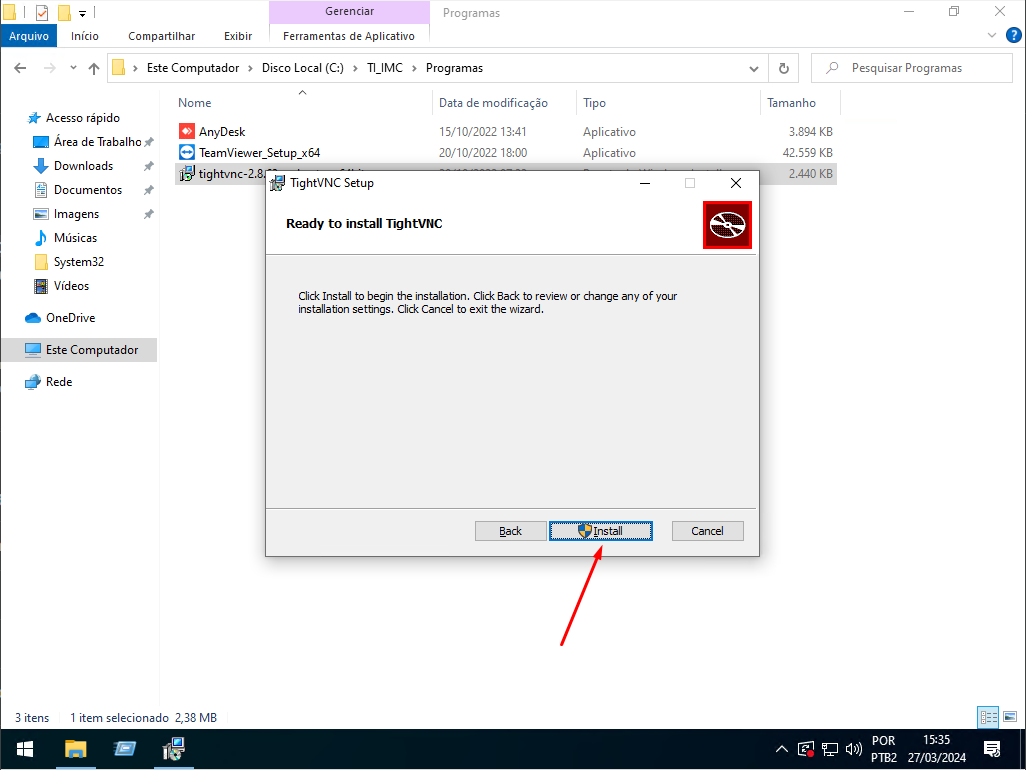 Gerenciar
Programas
Arquivo
Início
Compartilhar
Exibir
Ferramentas de Aplicativo
Este Computador
Disco Local (C:)
TI_IMC
Programas
Pesquisar Programas
Nome
Data de modificação
Tipo
Tamanho
Acesso rápido
Área de Trabalho
Downloads
Documentos
Imagens
Músicas
System32
Vídeos
OneDrive
Este Computador
Rede
AnyDesk 15/10/2022 13:41 Aplicativo 3.894 KB
TeamViewer_Setup_x64 20/10/2022 18:00 Aplicativo 42.559 KB
tightvnc-2.8. 2.440 KB
TightVNC Setup
Ready to install TightVNC
Click Install to begin the installation. Click Back to review or change any of your
installation settings. Click Cancel to exit the wizard.
Back
Install
Cancel
3 itens
1 item selecionado 2,38 MB
POR
PTB2
15:35
27/03/2024